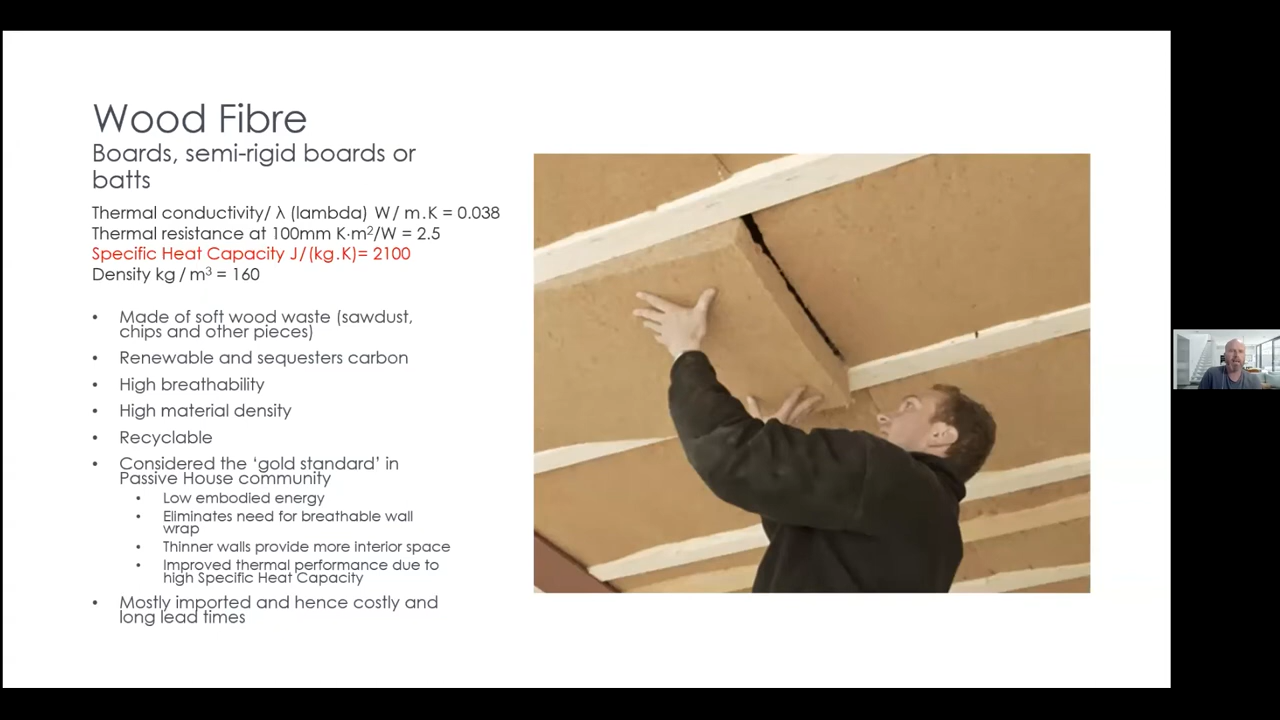 Wood Fibre
Boards, semi-rigid boards or
batts
Thermal conductivity/ λ (lambda) W/ m.K = 0.038
Thermal resistance at 100mm K·m²/W = 2.5
Specific Heat Capacity J/(kg.K)= 2100
Density kg / m³ = 160
• Made of soft wood waste (sawdust,
chips and other pieces)
• Renewable and sequesters carbon
• High breathability
• High material density
• Recyclable
• Considered the ‘gold standard’ in
Passive House community
• Low embodied energy
• Eliminates need for breathable wall
wrap
• Thinner walls provide more interior space
• Improved thermal performance due to
high Specific Heat Capacity
• Mostly imported and hence costly and
long lead times